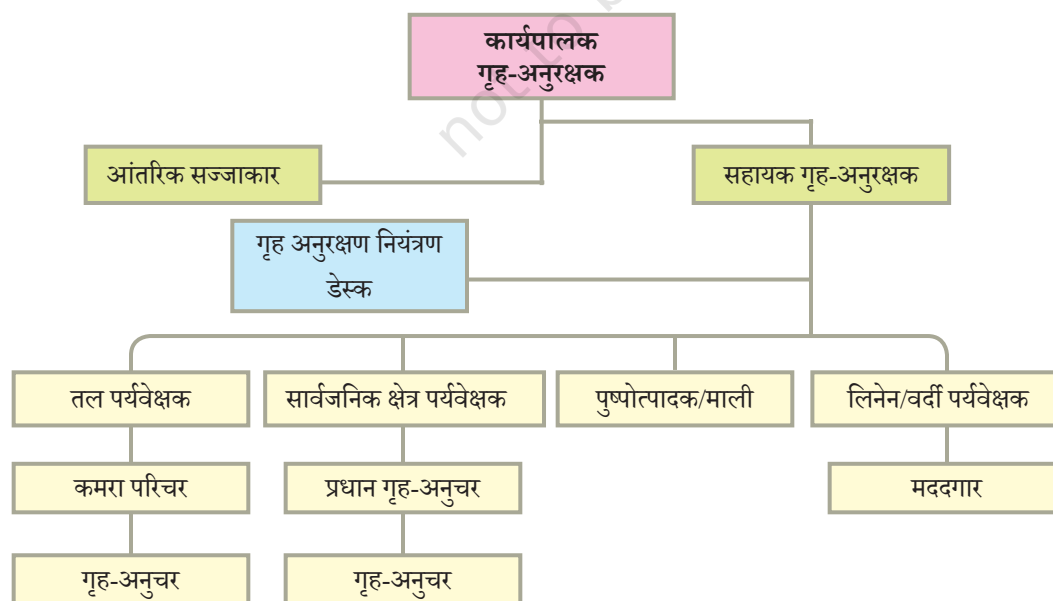 कार्यपालक
गृह-अनुरक्षक
आंतरिक सज्जाकार
सहायक गृह-अनुरक्षक
गृह अनुरक्षण नियंत्रण
डेस्क
तल पर्यवेक्षक
सार्वजनिक क्षेत्र पर्यवेक्षक
पुष्पोत्पादक/माली
लिनेन/वर्दी पर्यवेक्षक
कमरा परिचर
प्रधान गृह-अनुचर
मददगार
गृह-अनुचर
गृह-अनुचर
not to b